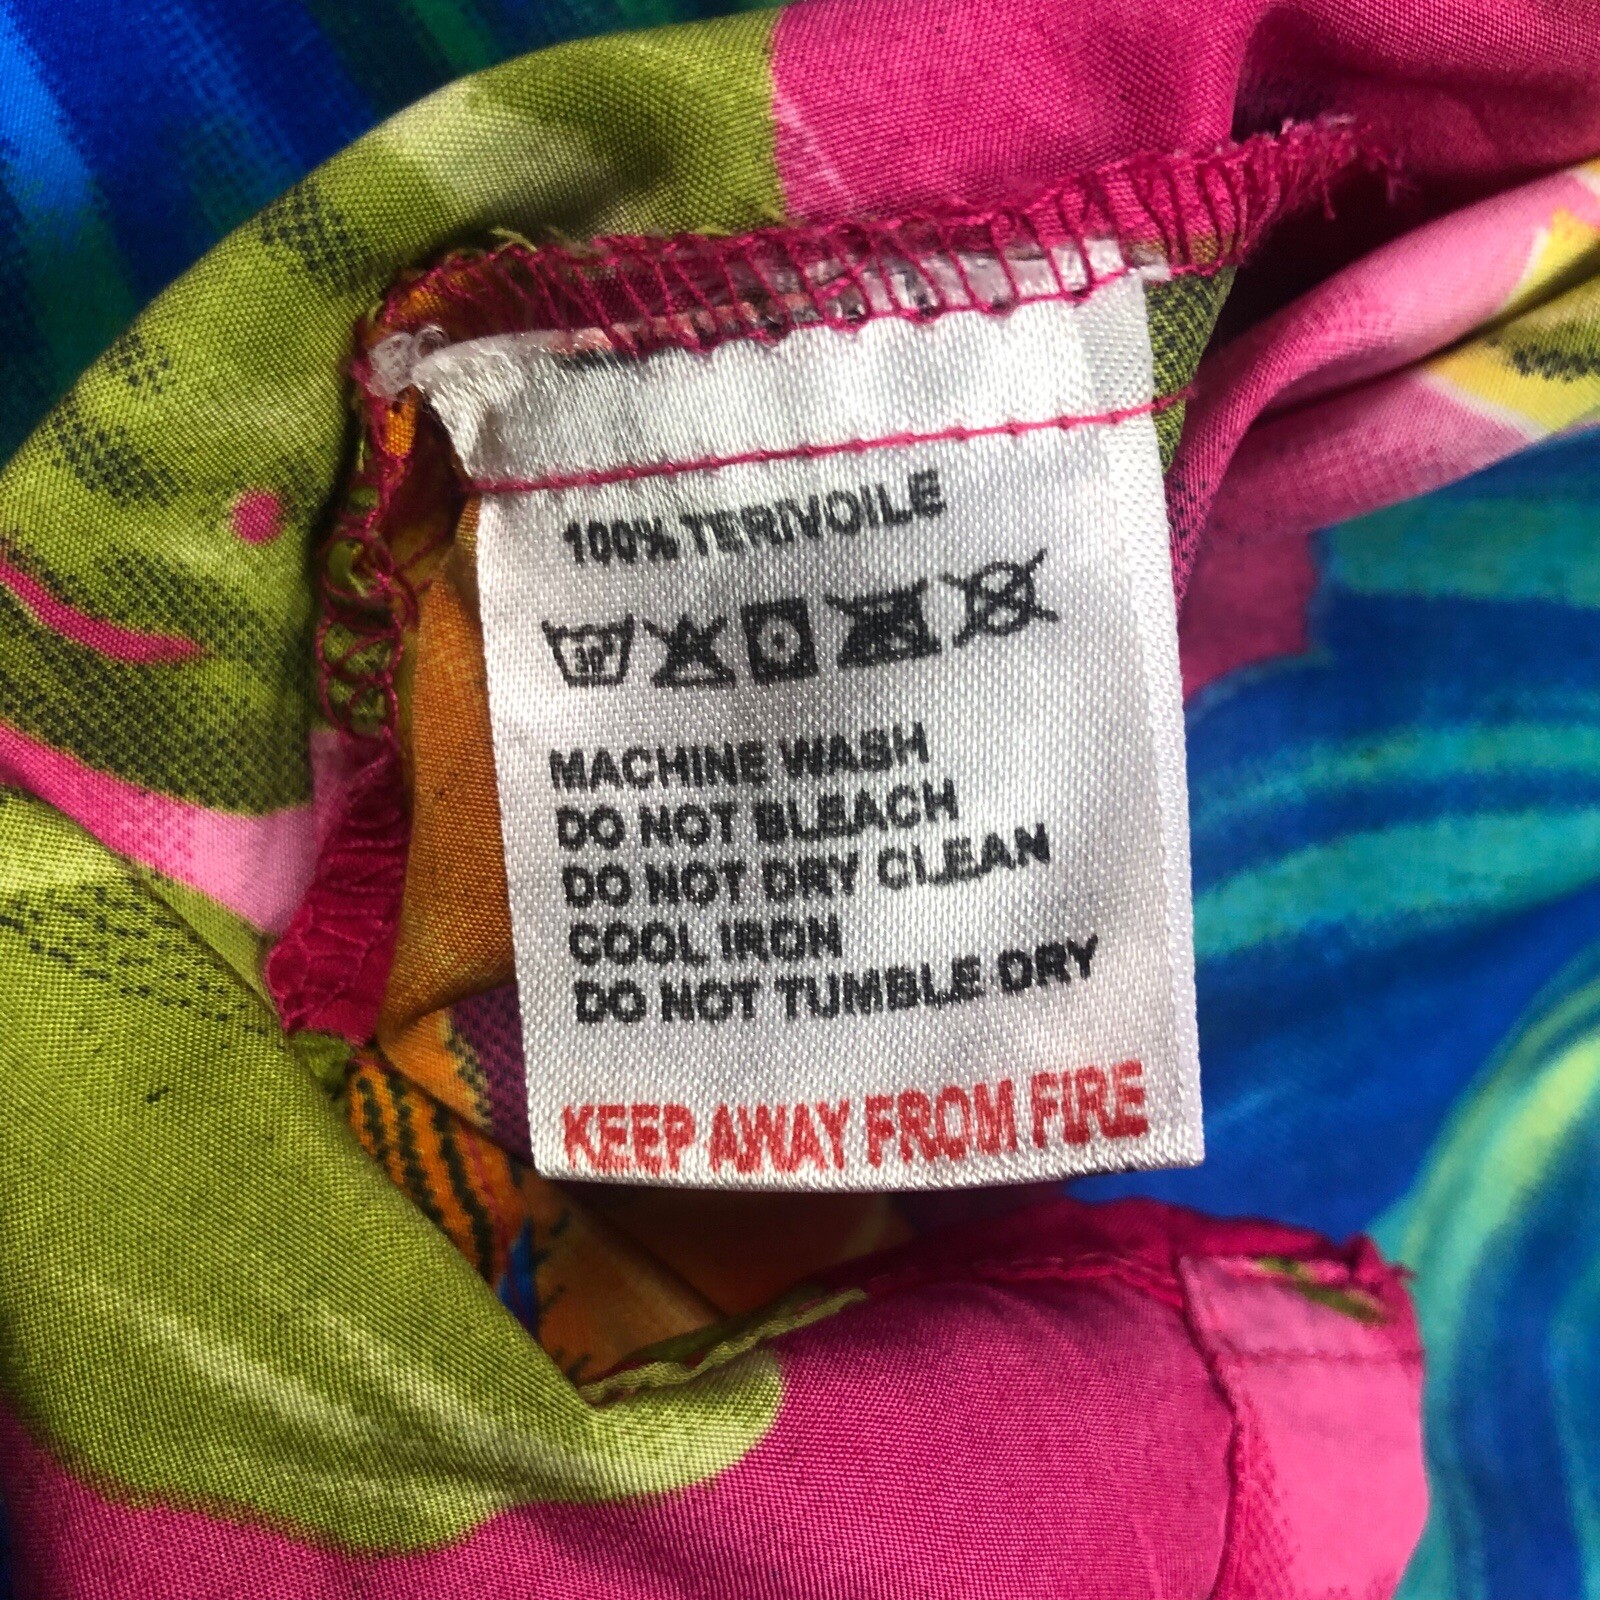 100% TERIVOILE
30°
MACHINE WASH
DO NOT BLEACH
DO NOT DRY CLEAN
COOL IRON
DO NOT TUMBLE DRY
KEEP AWAY FROM FIRE